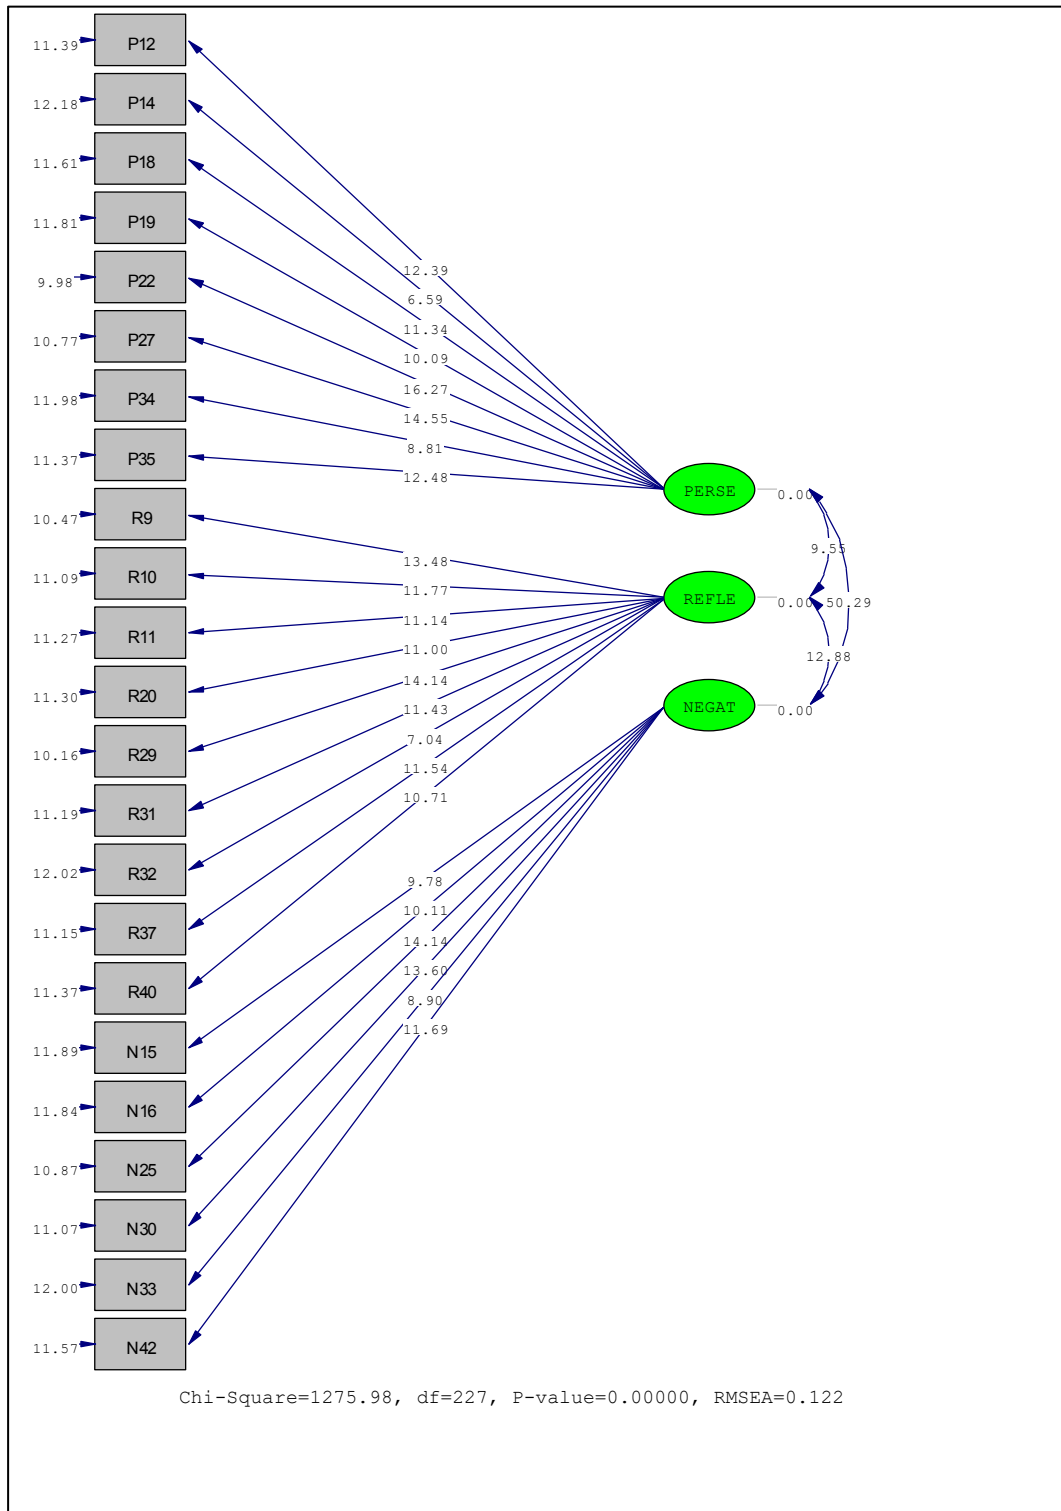 11.39 P12
12.18 P14
11.61 P18
11.81 P19
9.98 P22
10.77 P27
11.98 P34
11.37 P35
10.47 R9
11.09 R10
11.27 R11
11.30 R20
10.16 R29
11.19 R31
12.02 R32
11.15 R37
11.37 R40
11.89 N15
11.84 N16
10.87 N25
11.07 N30
12.00 N33
11.57 N42
12.39
6.59
11.34
10.09
16.27
14.55
8.81
12.48
13.48
11.77
11.14
11.00
14.14
11.43
7.04
11.54
10.71
9.78
10.11
14.14
13.60
8.90
11.69
PERSE 0.00
REFLE 0.00
NEGAT 0.00
9.55
50.29
12.88
Chi-Square=1275.98, df=227, P-value=0.00000, RMSEA=0.122